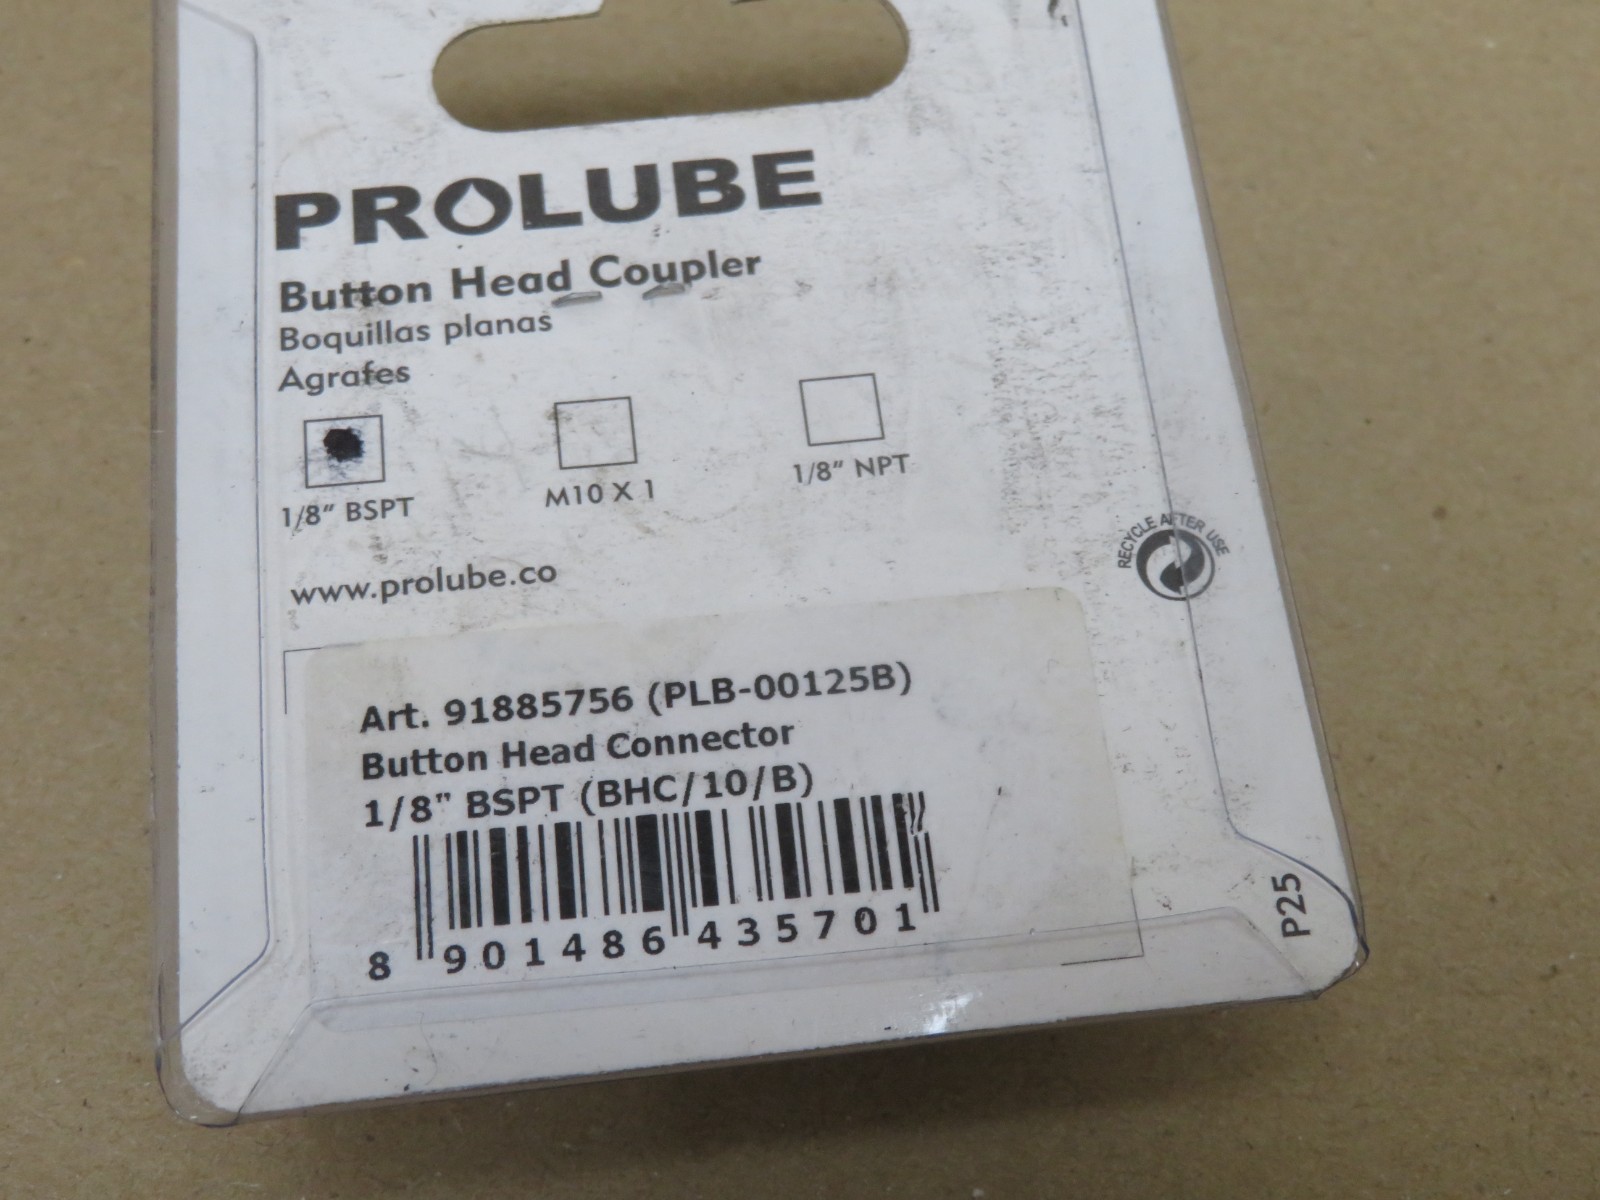 PROLUBE
Button Head Coupler
Boquillas planas
Agrafes
1/8" BSPT
M10 X 1
1/8" NPT
www.prolube.co
RECYCLE AFTER USE
Art. 91885756 (PLB-00125B)
Button Head Connector
1/8" BSPT (BHC/10/B)
8 901486 435701
P25